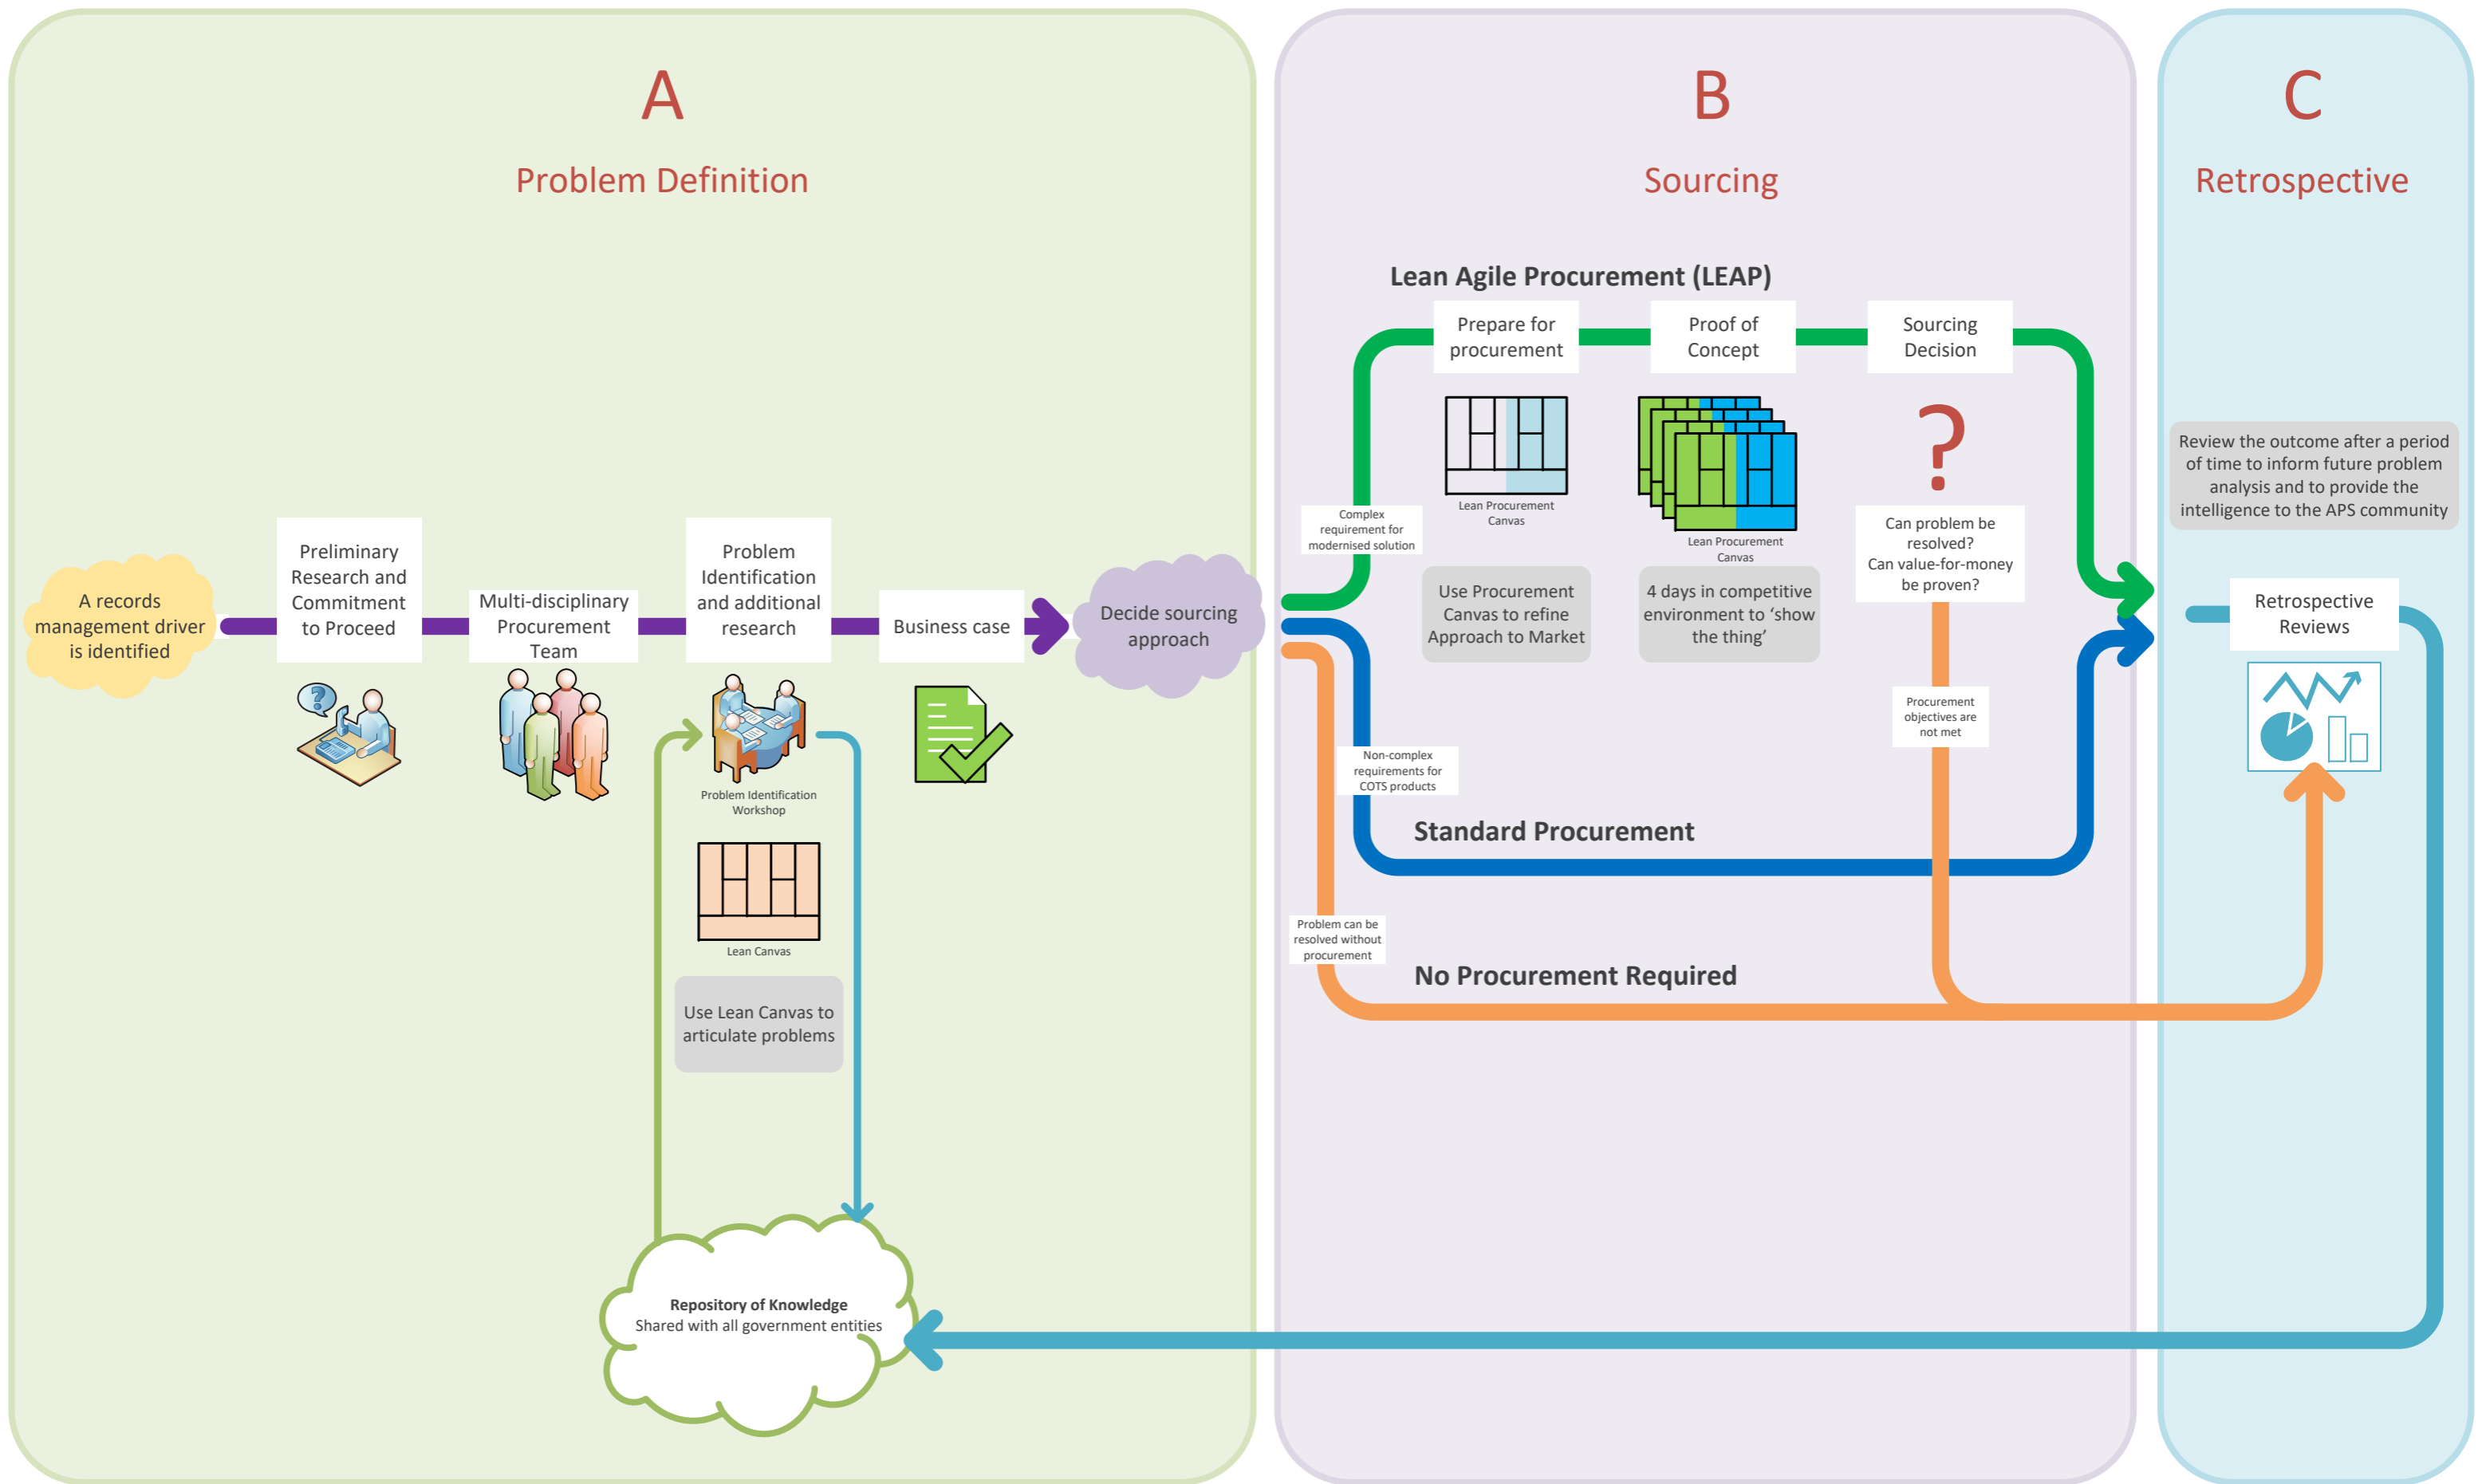 A
Problem Definition
A records
management driver
is identified
Preliminary
Research and
Commitment
to Proceed
?
Multi-disciplinary
Procurement
Team
Problem
Identification
and additional
research
Problem Identification
Workshop
Lean Canvas
Use Lean Canvas to
articulate problems
Business case
Decide sourcing
approach
Repository of Knowledge
Shared with all government entities
B
Sourcing
Lean Agile Procurement (LEAP)
Complex
requirement for
modernised solution
Prepare for
procurement
Lean Procurement
Canvas
Use Procurement
Canvas to refine
Approach to Market
Proof of
Concept
Lean Procurement
Canvas
4 days in competitive
environment to ‘show
the thing’
Sourcing
Decision
?
Can problem be
resolved?
Can value-for-money
be proven?
Procurement
objectives are
not met
Non-complex
requirements for
COTS products
Standard Procurement
Problem can be
resolved without
procurement
No Procurement Required
C
Retrospective
Review the outcome after a period
of time to inform future problem
analysis and to provide the
intelligence to the APS community
Retrospective
Reviews